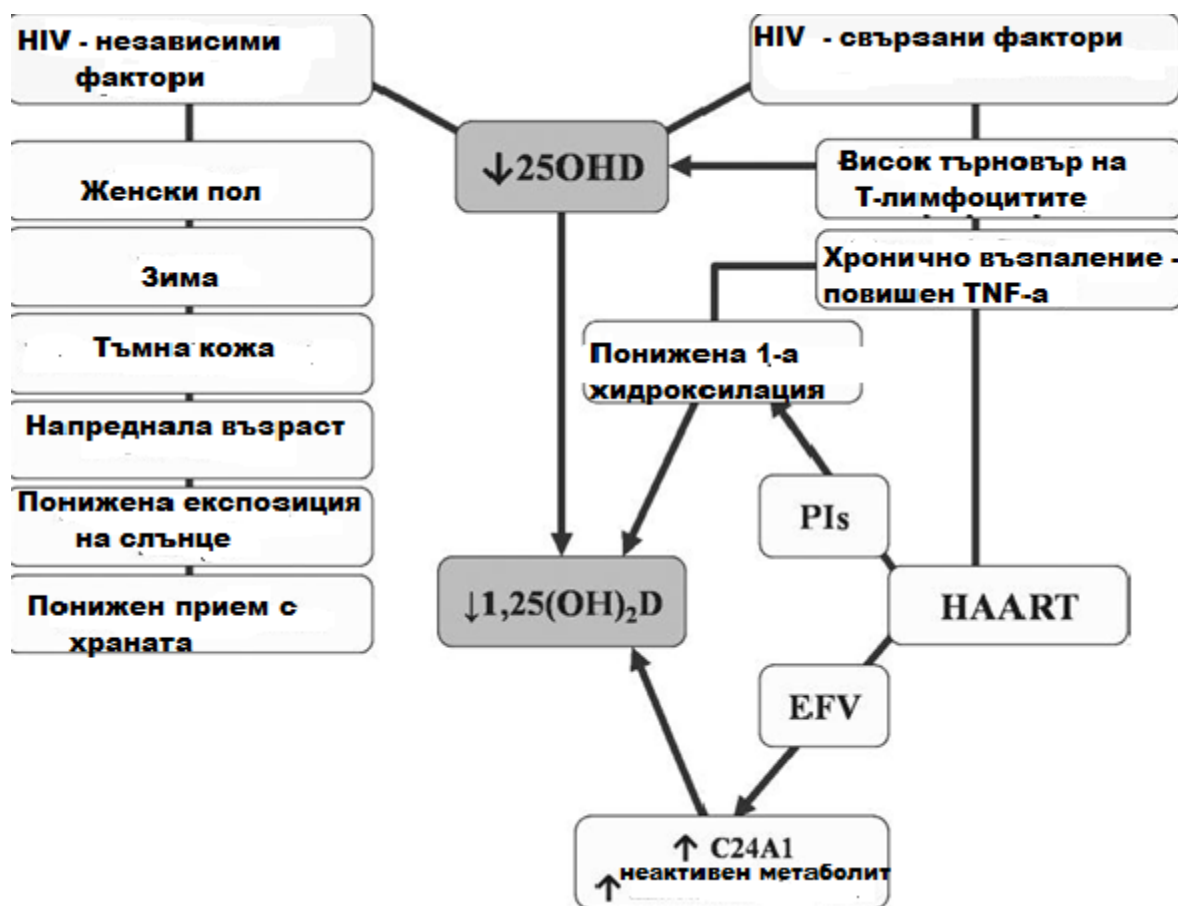 HIV - независими
фактори
Женски пол
Зима
Тъмна кожа
Напреднала възраст
Понижена експозиция
на слънце
Понижен прием с
храната
↓25OHD
↓1,25(OH)₂D
HIV - свързани фактори
Висок търновър на
Т-лимфоцитите
Хронично възпаление -
повишен TNF-a
Понижена 1-а
хидроксилация
PIs
HAART
EFV
↑ C24A1
↑ неактивен метаболит